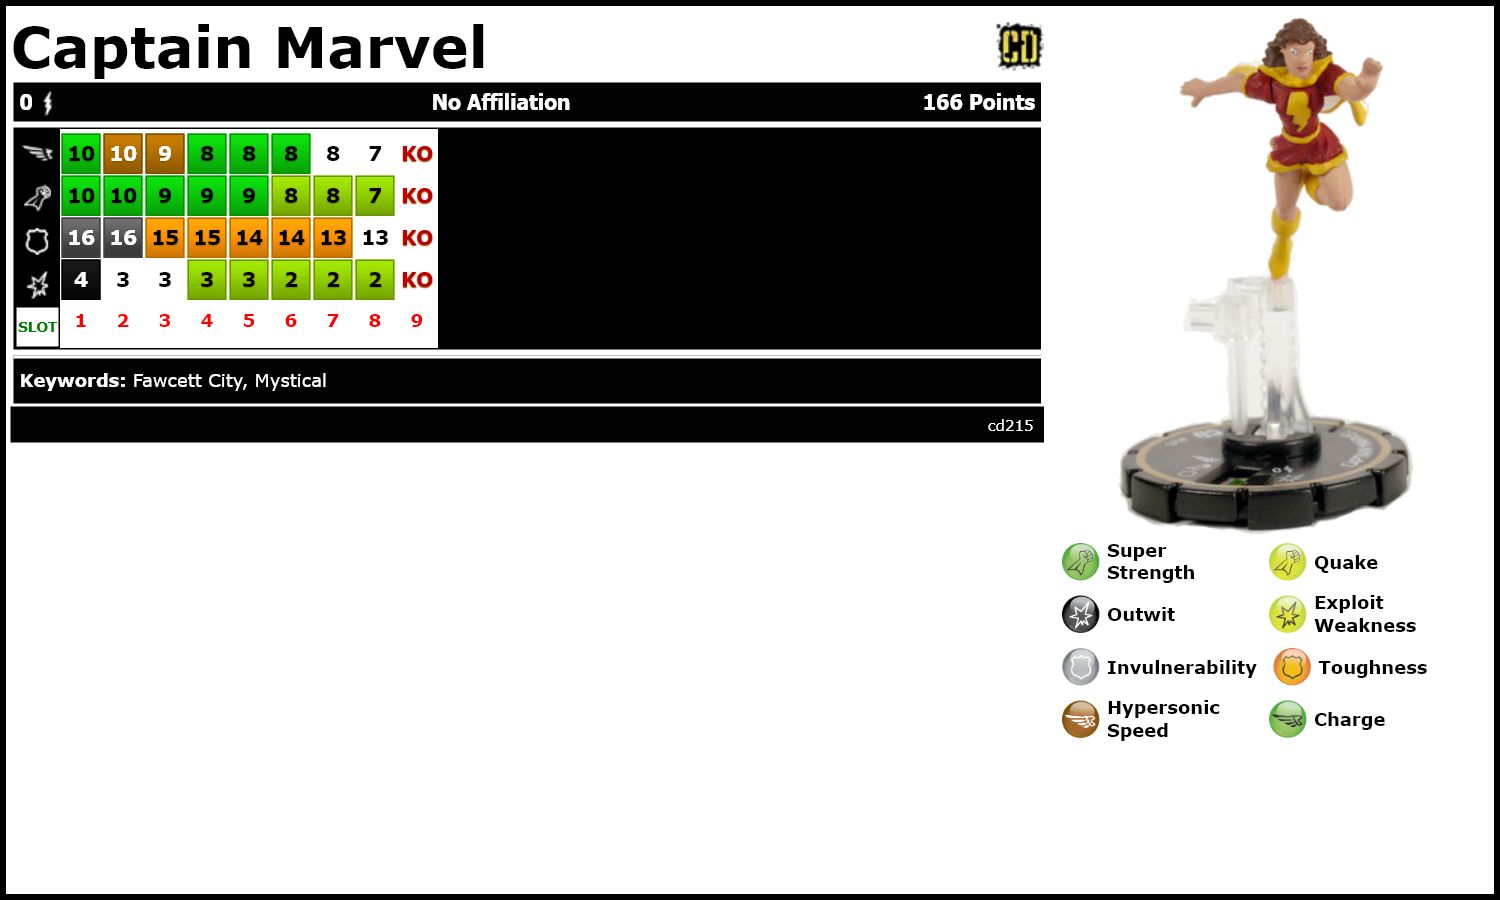 Captain Marvel
CD
0 No Affiliation 166 Points
10 10 9 8 8 8 8 7 KO
10 10 9 9 9 8 8 7 KO
16 16 15 15 14 14 13 13 KO
4 3 3 3 3 2 2 2 KO
SLOT 1 2 3 4 5 6 7 8 9
Keywords: Fawcett City, Mystical
cd215
Super
Strength
Quake
Outwit
Exploit
Weakness
Invulnerability
Toughness
Hypersonic
Speed
Charge